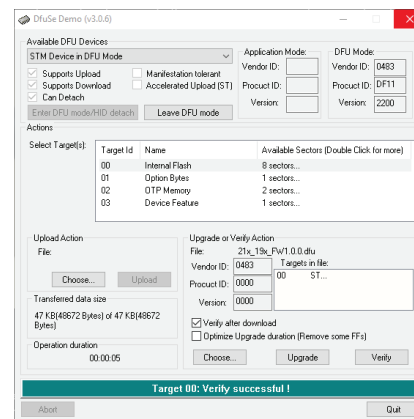 DfuSe Demo (v3.0.6)
Available DFU Devices
STM Device in DFU Mode
Supports Upload
Manifestation tolerant
Supports Download
Accelerated Upload (ST)
Can Detach
Enter DFU mode/HID detach
Leave DFU mode
Application Mode:
Vendor ID:
Procuct ID:
Version:
DFU Mode:
Vendor ID: 0483
Procuct ID: DF11
Version: 2200
Actions
Select Target(s):
Target Id Name Available Sectors (Double Click for more)
00 Internal Flash 8 sectors...
01 Option Bytes 1 sectors...
02 OTP Memory 2 sectors...
03 Device Feature 1 sectors...
Upload Action
File:
Choose... Upload
Transferred data size
47 KB(48672 Bytes) of 47 KB(48672
Bytes)
Operation duration
00:00:05
Upgrade or Verify Action
File: 21x_19x_FW1.0.0.dfu
Vendor ID: 0483
Procuct ID: 0000
Version: 0000
Targets in file:
00 ST...
Verify after download
Optimize Upgrade duration (Remove some FFs)
Choose... Upgrade Verify
Target 00: Verify successful !
Abort Quit